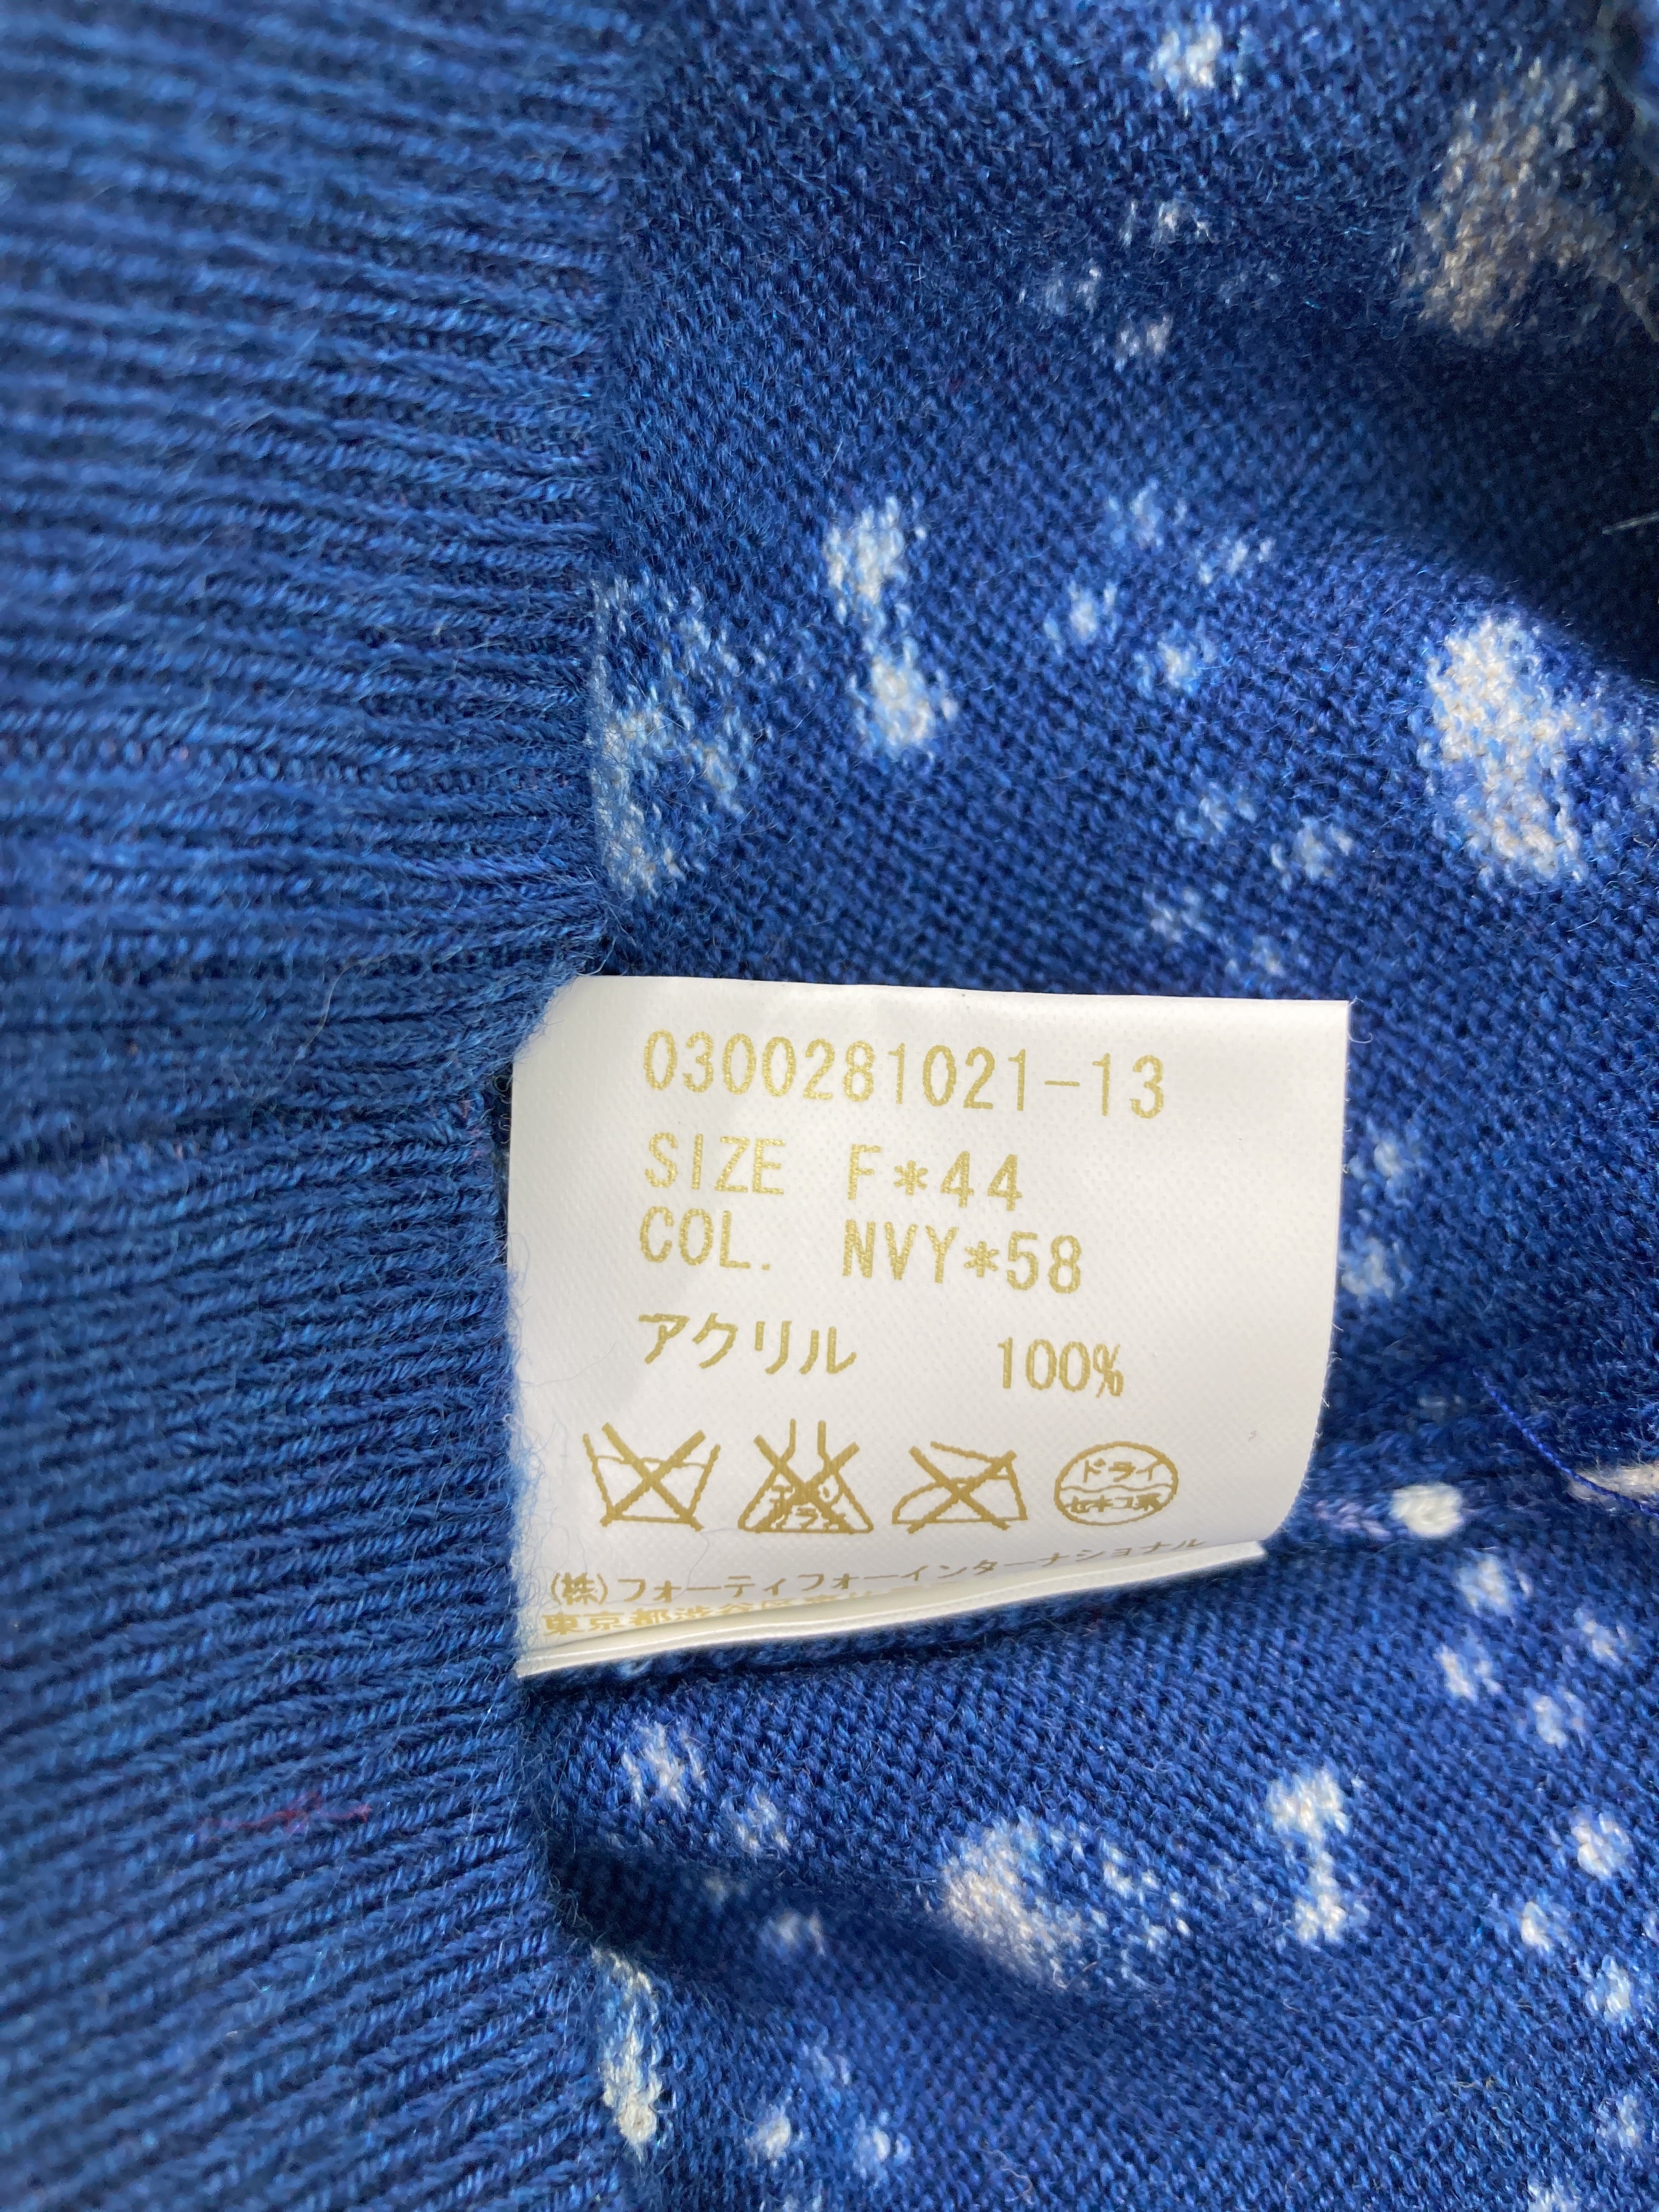 0300281021-13
SIZE F*44
COL. NVY*58
アクリル 100%
ドライ
セキユ系
(株)フォーティフォーインターナショナル
東京都渋谷区